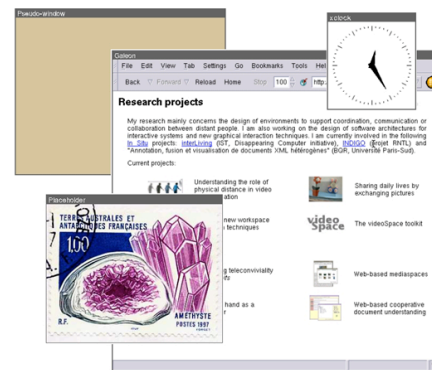 Pseudo-window
xclock
Galeon
File Edit View Tab Settings Go Bookmarks Tools
Back Forward Reload Home Stop 100 http
Research projects
My research mainly concerns the design of environments to support coordination, communication or
collaboration between distant people. I am also working on the design of software architectures for
interactive systems and new graphical interaction techniques. I am currently involved in the following
In Situ projects: interLiving (IST, Disappearing Computer initiative), INDIGO (Projet RNTL) and
"Annotation, fusion et visualisation de documents XML hétérogènes" (BQR, Université Paris-Sud).
Current projects:
Understanding the role of
physical distance in video
ation
Sharing daily lives by
exchanging pictures
new workspace
techniques
video
Space
The videoSpace toolkit
g teleconviviality
Web-based mediaspaces
hand as a
Web-based cooperative
document understanding
Placeholder
TERRES AUSTRALES ET
ANTARCTIQUES FRANÇAISES
1,00
R.F.
AMÉTHYSTE
POSTES 1997